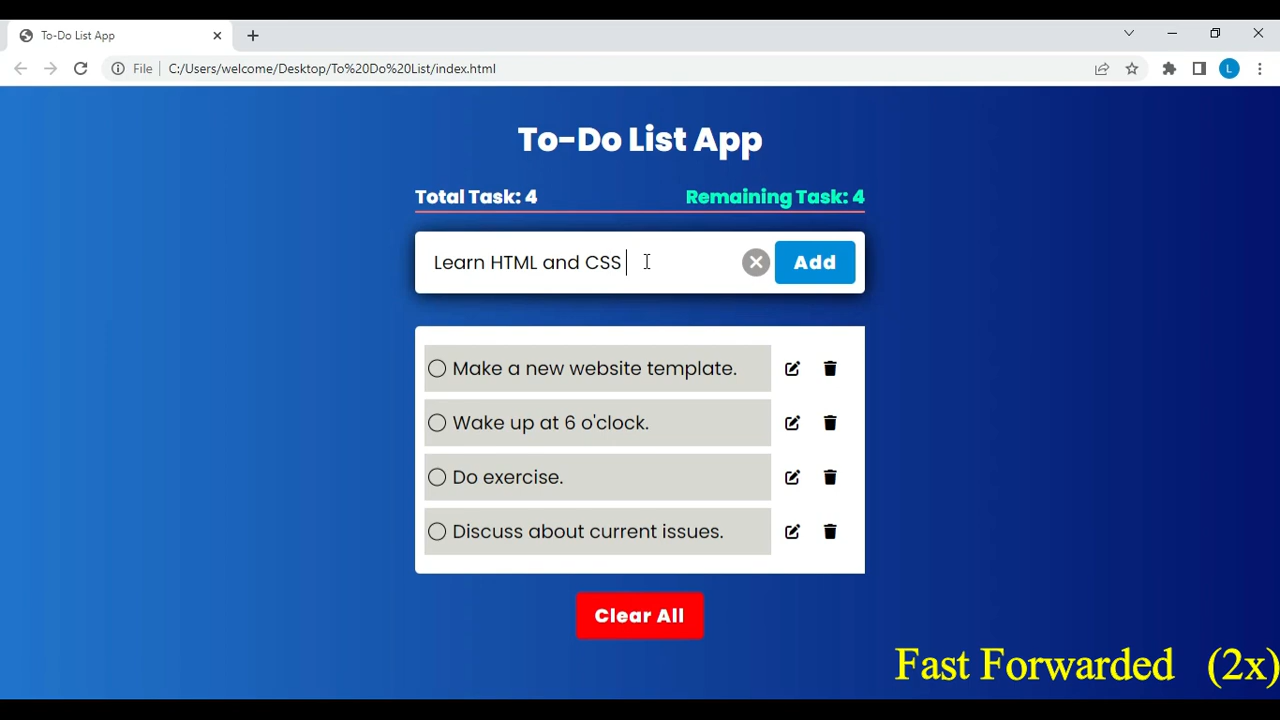 To-Do List App
File C:/Users/welcome/Desktop/To%20Do%20List/index.html L
To-Do List App
Total Task: 4 Remaining Task: 4
Learn HTML and CSS Add
Make a new website template.
Wake up at 6 o'clock.
Do exercise.
Discuss about current issues.
Clear All
Fast Forwarded (2x)